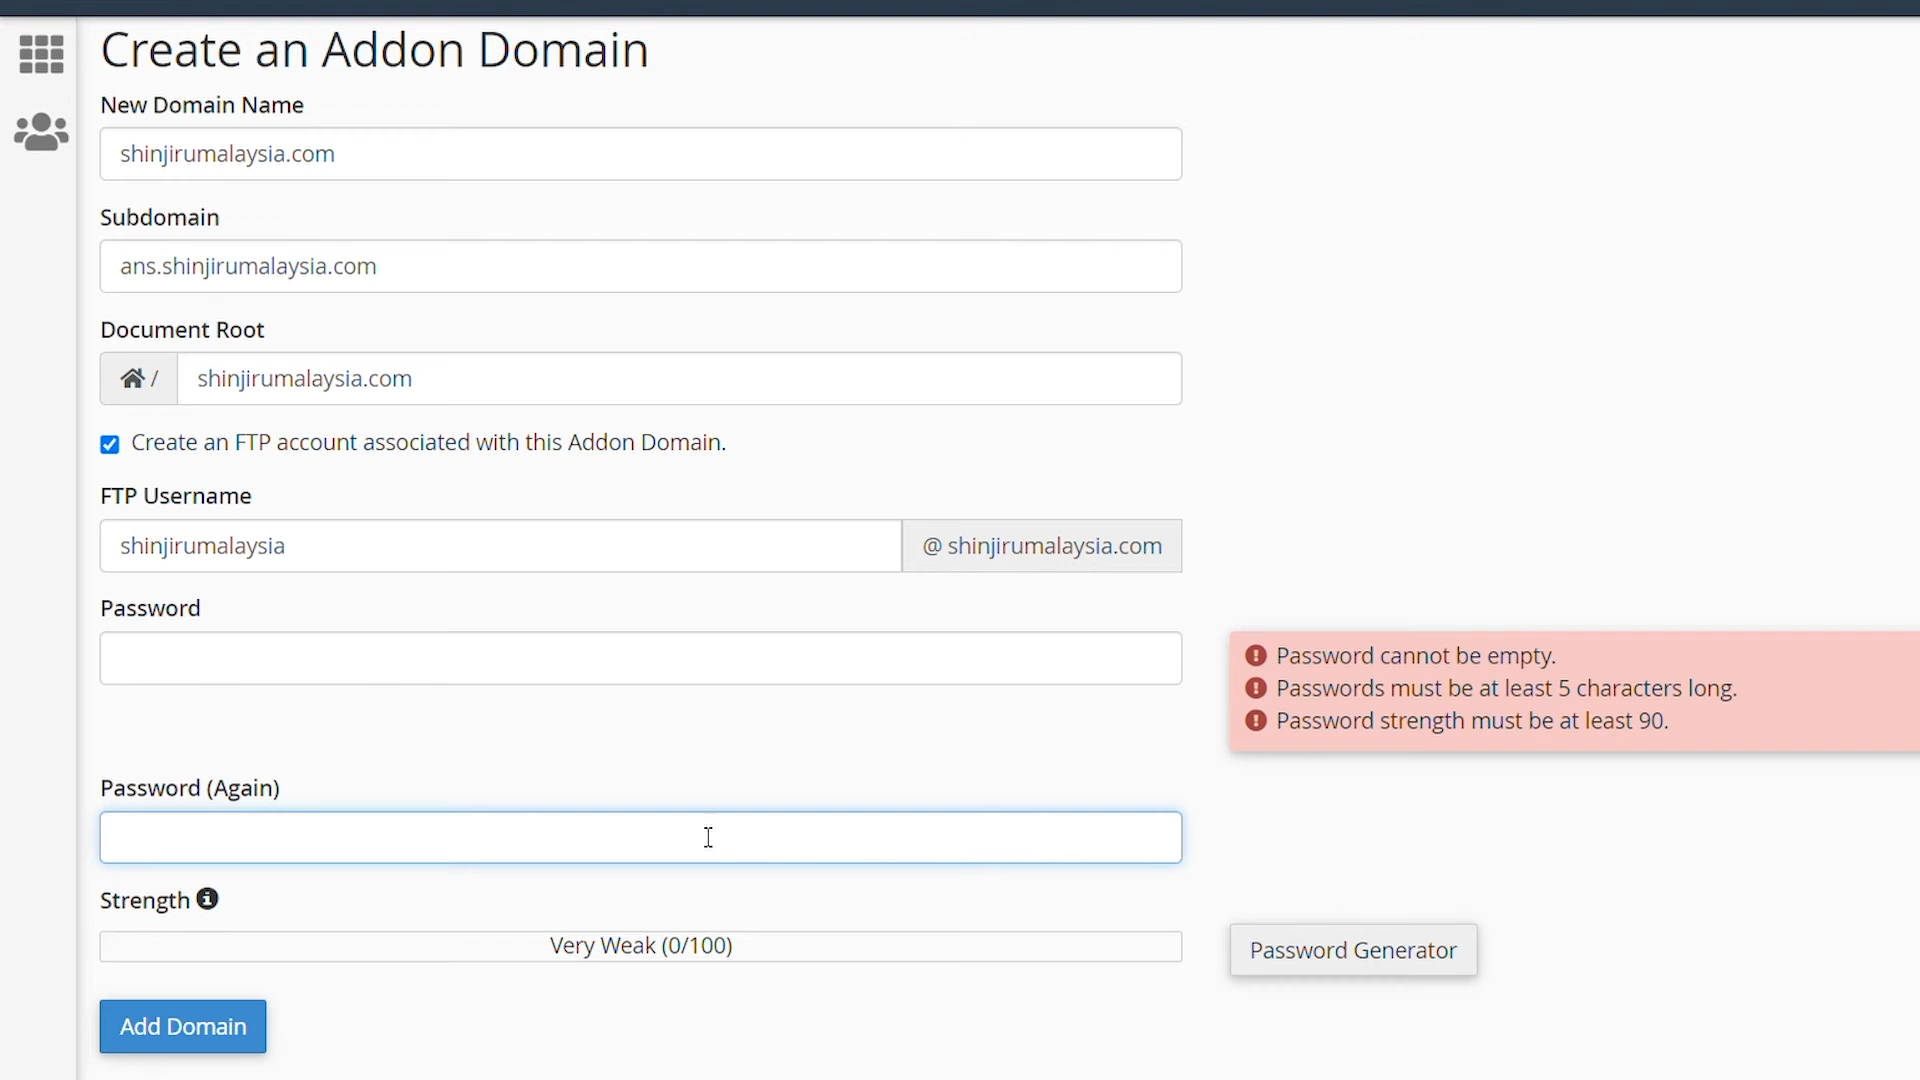 Create an Addon Domain
New Domain Name
shinjirumalaysia.com
Subdomain
ans.shinjirumalaysia.com
Document Root
/ shinjirumalaysia.com
Create an FTP account associated with this Addon Domain.
FTP Username
shinjirumalaysia @ shinjirumalaysia.com
Password
Password cannot be empty.
Passwords must be at least 5 characters long.
Password strength must be at least 90.
Password (Again)
Strength
Very Weak (0/100)
Password Generator
Add Domain